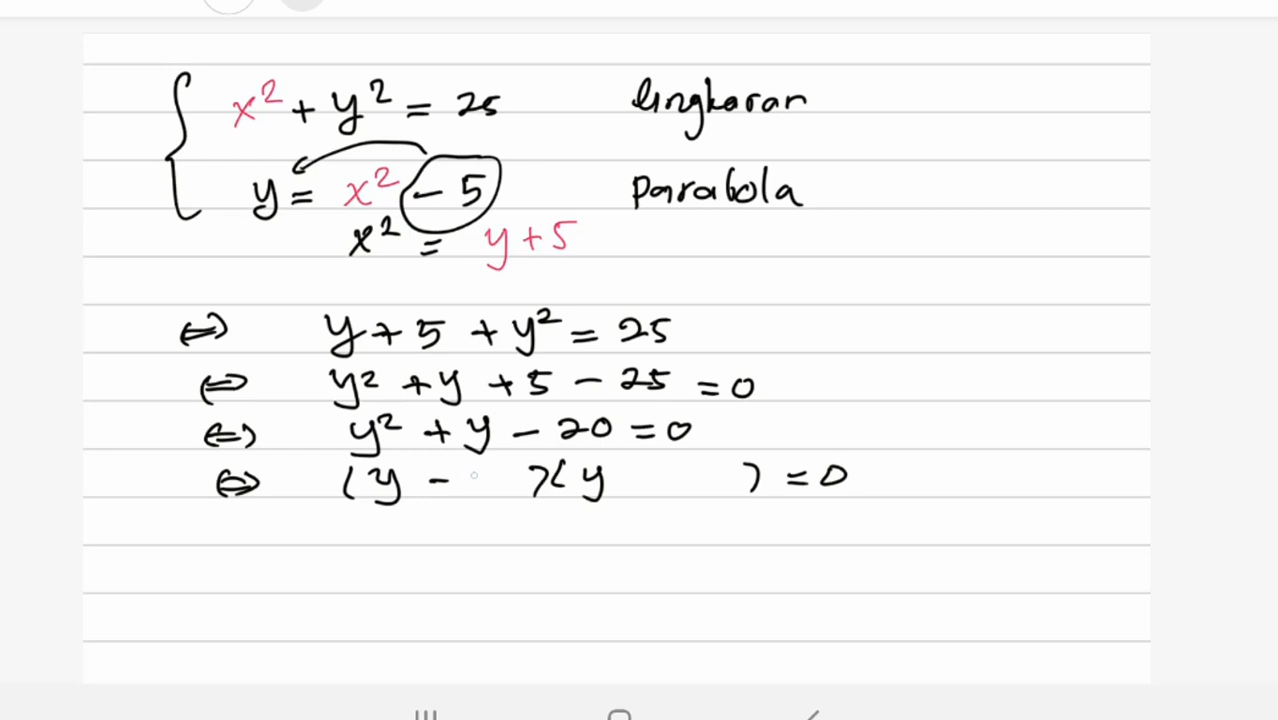 x² + y² = 25 lingkaran
y = x² - 5 parabola
x² = y + 5
⇔ y + 5 + y² = 25
⇔ y² + y + 5 - 25 = 0
⇔ y² + y - 20 = 0
⇔ (y - )(y ) = 0